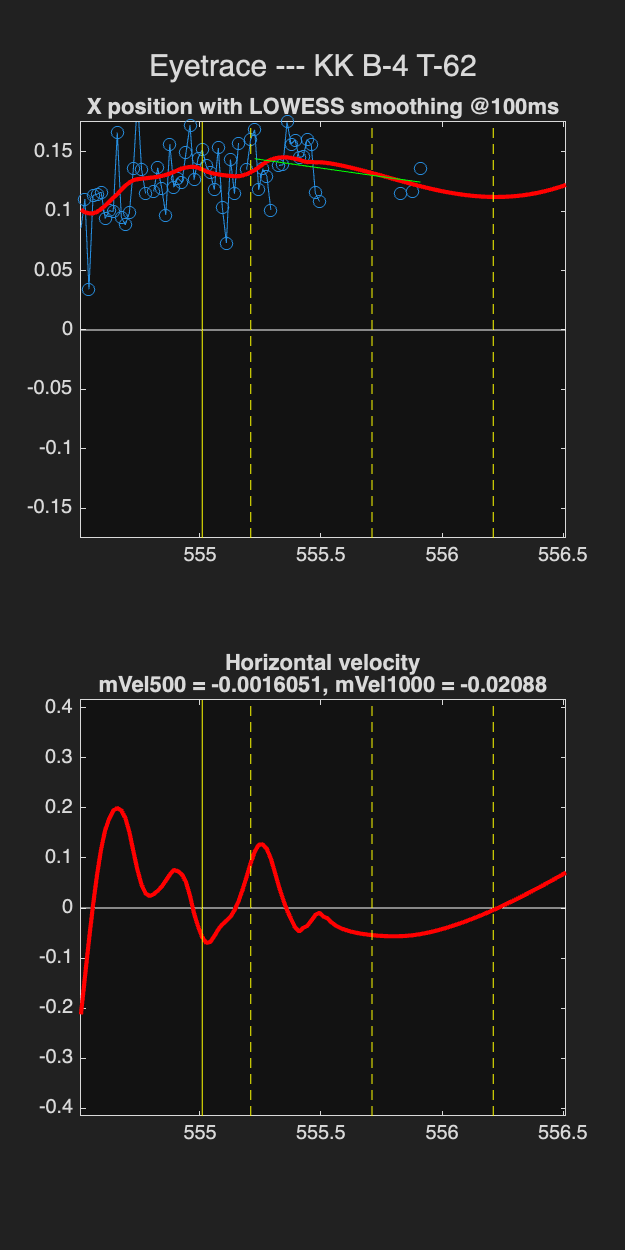 Eyetrace --- KK B-4 T-62
X position with LOWESS smoothing @100ms
0.15
0.1
0.05
0
-0.05
-0.1
-0.15
555 555.5 556 556.5
Horizontal velocity
mVel500 = -0.0016051, mVel1000 = -0.02088
0.4
0.3
0.2
0.1
0
-0.1
-0.2
-0.3
-0.4
555 555.5 556 556.5